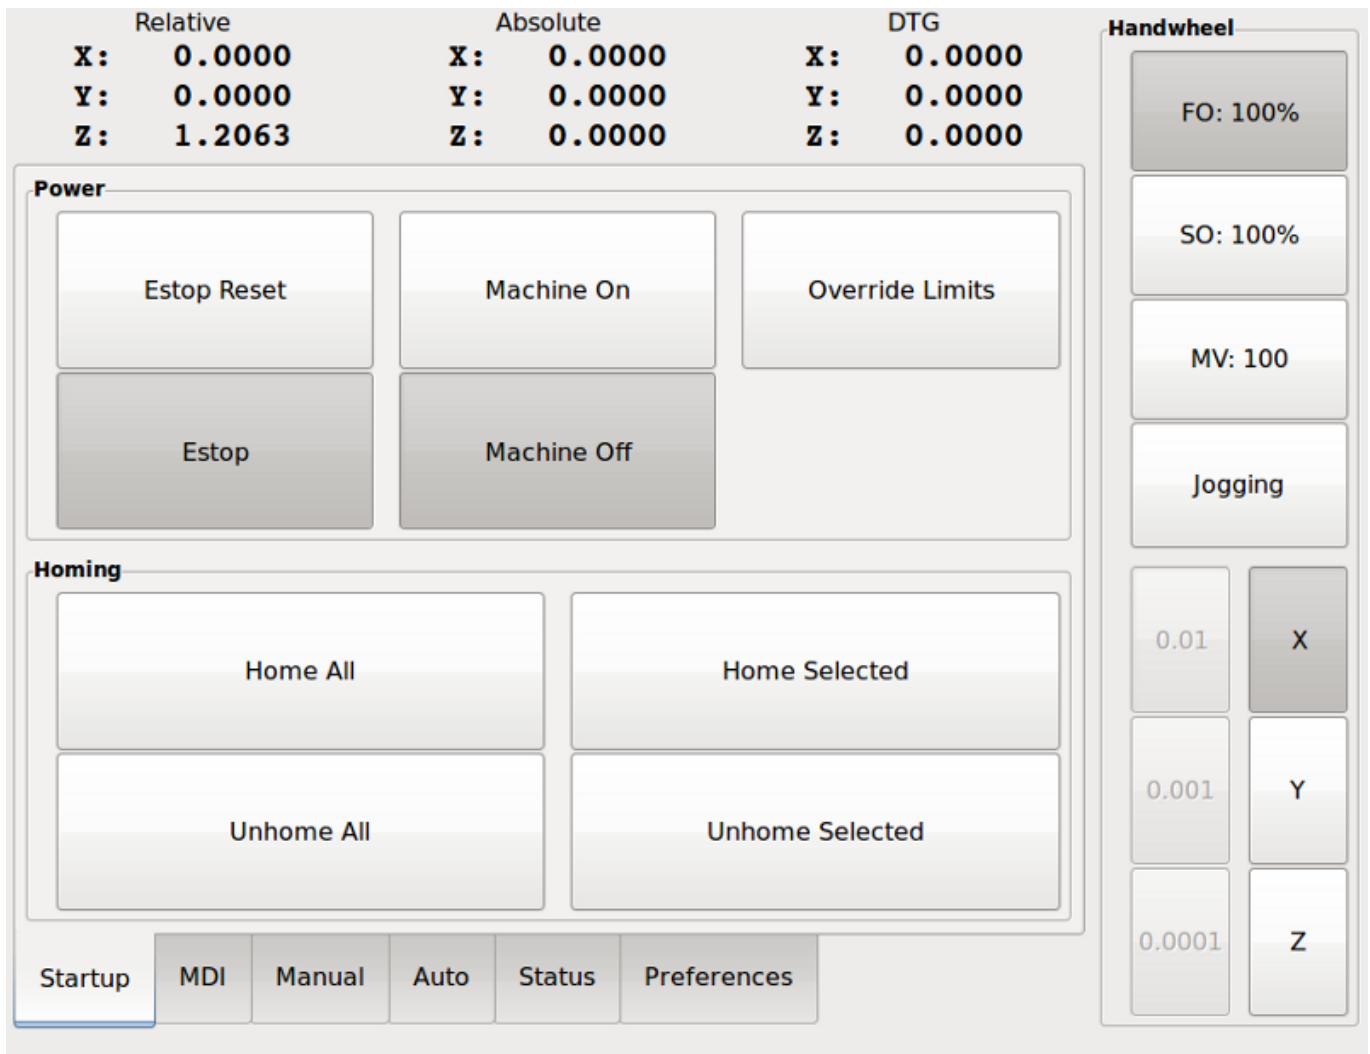 Relative Absolute DTG
X: 0.0000 X: 0.0000 X: 0.0000
Y: 0.0000 Y: 0.0000 Y: 0.0000
Z: 1.2063 Z: 0.0000 Z: 0.0000
Power
Estop Reset Machine On Override Limits
Estop Machine Off
Homing
Home All Home Selected
Unhome All Unhome Selected
Startup MDI Manual Auto Status Preferences
Handwheel
FO: 100%
SO: 100%
MV: 100
Jogging
0.01 X
0.001 Y
0.0001 Z